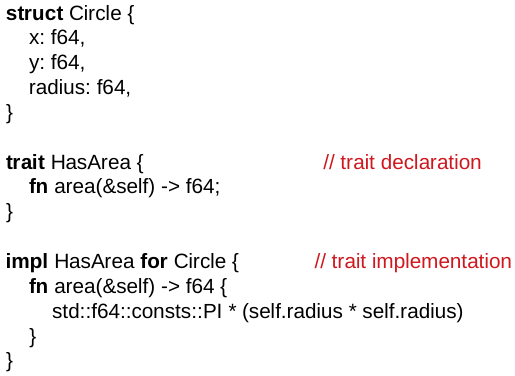 struct Circle {
    x: f64,
    y: f64,
    radius: f64,
}
trait HasArea { // trait declaration
    fn area(&self) -> f64;
}
impl HasArea for Circle { // trait implementation
    fn area(&self) -> f64 {
        std::f64::consts::PI * (self.radius * self.radius)
    }
}